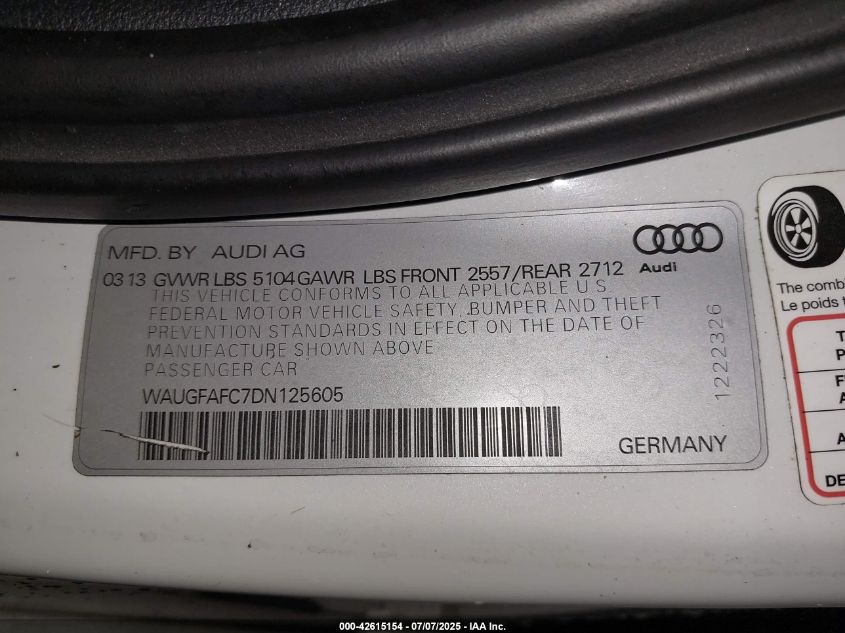 MFD. BY AUDI AG
03 13 GVWR LBS 5104 GAWR LBS FRONT 2557/REAR 2712
Audi
THIS VEHICLE CONFORMS TO ALL APPLICABLE U S
FEDERAL MOTOR VEHICLE SAFETY, BUMPER AND THEFT
PREVENTION STANDARDS IN EFFECT ON THE DATE OF
MANUFACTURE SHOWN ABOVE
PASSENGER CAR
WAUGFAFC7DN125605
GERMANY
1222326
The combi
Le poids t
T
P
F
A
A
DE
000-42615154 - 07/07/2025 - IAA Inc.